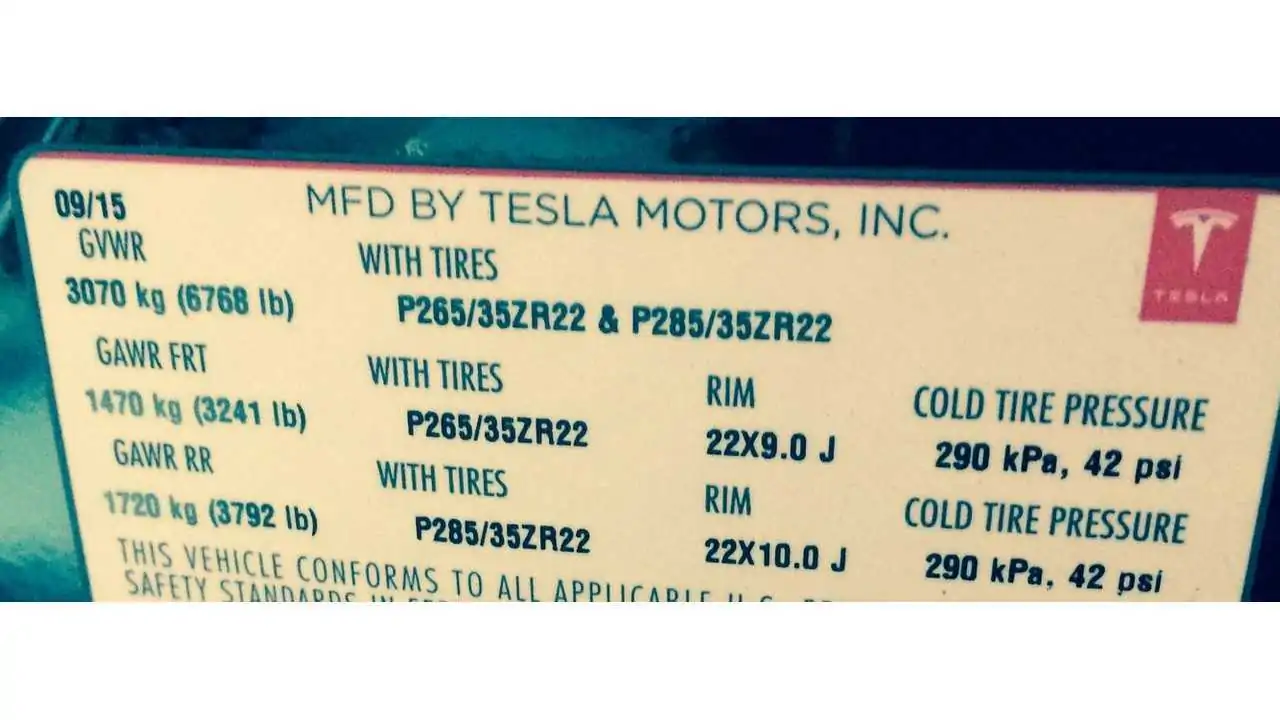 09/15 MFD BY TESLA MOTORS, INC.
TESLA
GVWR WITH TIRES
3070 kg (6768 lb) P265/35ZR22 & P285/35ZR22
GAWR FRT WITH TIRES RIM COLD TIRE PRESSURE
1470 kg (3241 lb) P265/35ZR22 22X9.0 J 290 kPa, 42 psi
GAWR RR WITH TIRES RIM COLD TIRE PRESSURE
1720 kg (3792 lb) P285/35ZR22 22X10.0 J 290 kPa, 42 psi
THIS VEHICLE CONFORMS TO ALL APPLICABLE U.S.
SAFETY STANDARDS IN